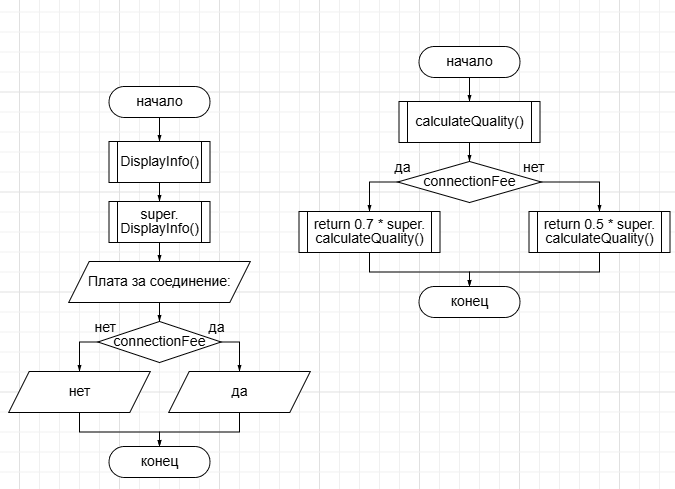 начало
DisplayInfo()
super.
DisplayInfo()
Плата за соединение:
нет
да
connectionFee
нет
да
конец
начало
calculateQuality()
да
нет
connectionFee
return 0.7 * super.
calculateQuality()
return 0.5 * super.
calculateQuality()
конец